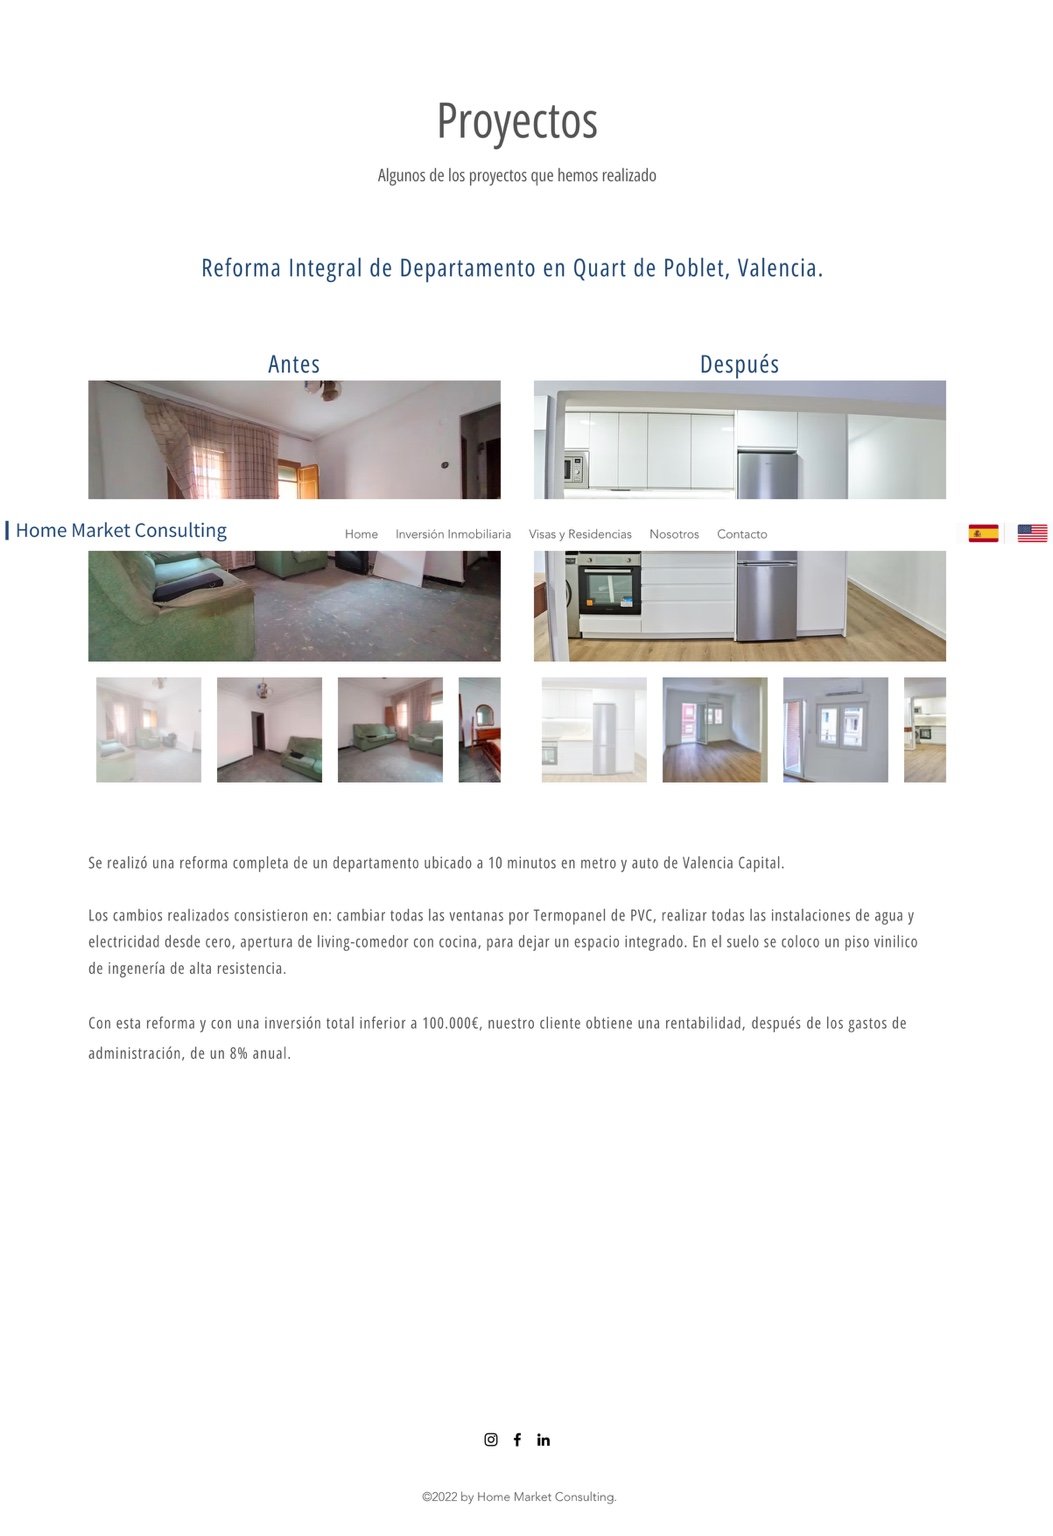 Proyectos
Algunos de los proyectos que hemos realizado
Reforma Integral de Departamento en Quart de Poblet, Valencia.
Antes
Después
Home Market Consulting
Home Inversión Inmobiliaria Visas y Residencias Nosotros Contacto
Se realizó una reforma completa de un departamento ubicado a 10 minutos en metro y auto de Valencia Capital.
Los cambios realizados consistieron en: cambiar todas las ventanas por Termopanel de PVC, realizar todas las instalaciones de agua y
electricidad desde cero, apertura de living-comedor con cocina, para dejar un espacio integrado. En el suelo se coloco un piso vinilico
de ingenería de alta resistencia.
Con esta reforma y con una inversión total inferior a 100.000€, nuestro cliente obtiene una rentabilidad, después de los gastos de
administración, de un 8% anual.
©2022 by Home Market Consulting.